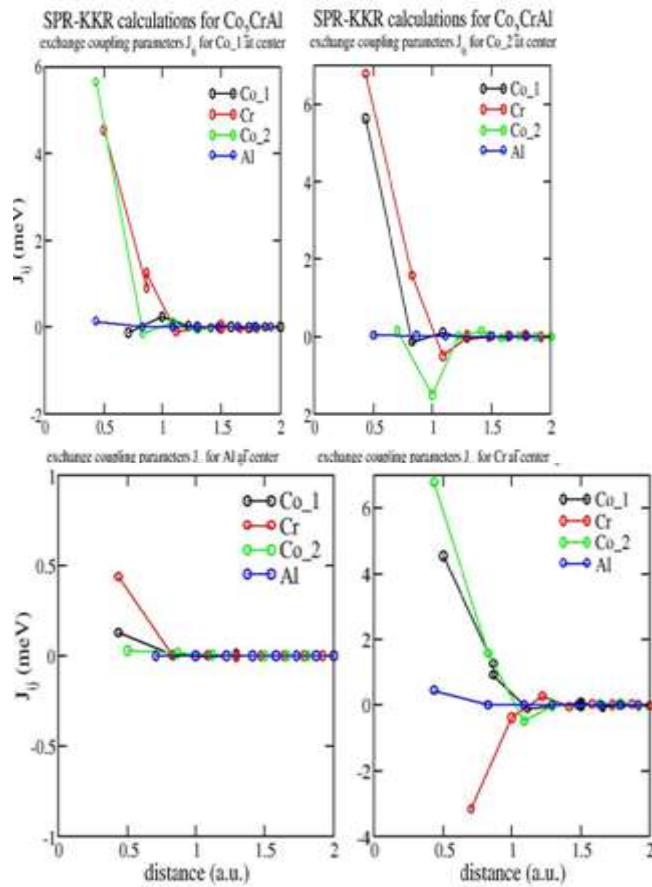 SPR-KKR calculations for Co2CrAl
exchange coupling parameters J_ij for Co_1 at center
6
4
2
0
-2
J_ij (meV)
Co_1
Cr
Co_2
Al
0 0.5 1 1.5 2
SPR-KKR calculations for Co2CrAl
exchange coupling parameters J_ij for Co_2 at center
6
4
2
0
2
Co_1
Cr
Co_2
Al
0 0.5 1 1.5 2
exchange coupling parameters J.. for Al at center
1
0.5
0
-0.5
-1
J_ij (meV)
Co_1
Cr
Co_2
Al
0 0.5 1 1.5 2
distance (a.u.)
exchange coupling parameters J.. for Cr at center
6
4
2
0
-2
-4
Co_1
Cr
Co_2
Al
0 0.5 1 1.5 2
distance (a.u.)